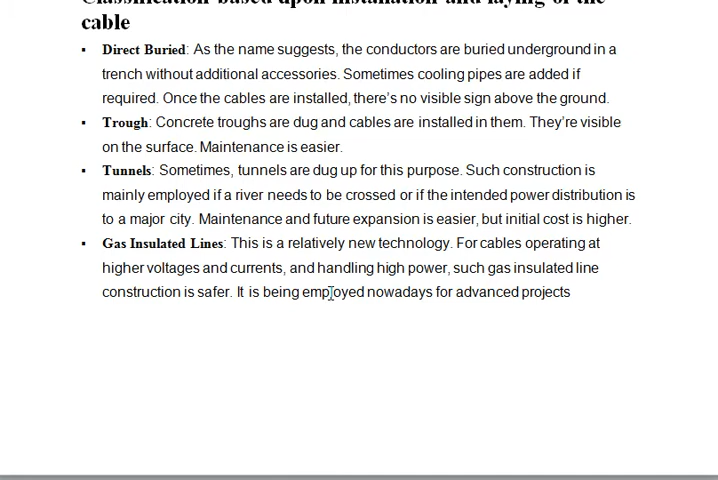 Classification based upon installation and laying of the
cable
▪ Direct Buried: As the name suggests, the conductors are buried underground in a
trench without additional accessories. Sometimes cooling pipes are added if
required. Once the cables are installed, there's no visible sign above the ground.
▪ Trough: Concrete troughs are dug and cables are installed in them. They're visible
on the surface. Maintenance is easier.
▪ Tunnels: Sometimes, tunnels are dug up for this purpose. Such construction is
mainly employed if a river needs to be crossed or if the intended power distribution is
to a major city. Maintenance and future expansion is easier, but initial cost is higher.
▪ Gas Insulated Lines: This is a relatively new technology. For cables operating at
higher voltages and currents, and handling high power, such gas insulated line
construction is safer. It is being employed nowadays for advanced projects